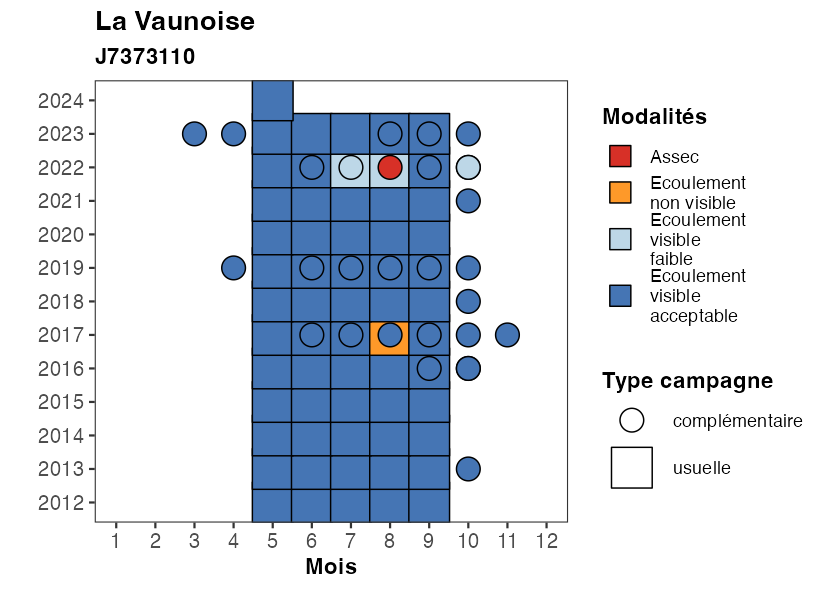 La Vaunoise
J7373110
2024
2023
2022
2021
2020
2019
2018
2017
2016
2015
2014
2013
2012
1 2 3 4 5 6 7 8 9 10 11 12
Mois
Modalités
Assec
Ecoulement
non visible
Ecoulement
visible
faible
Ecoulement
visible
acceptable
Type campagne
complémentaire
usuelle